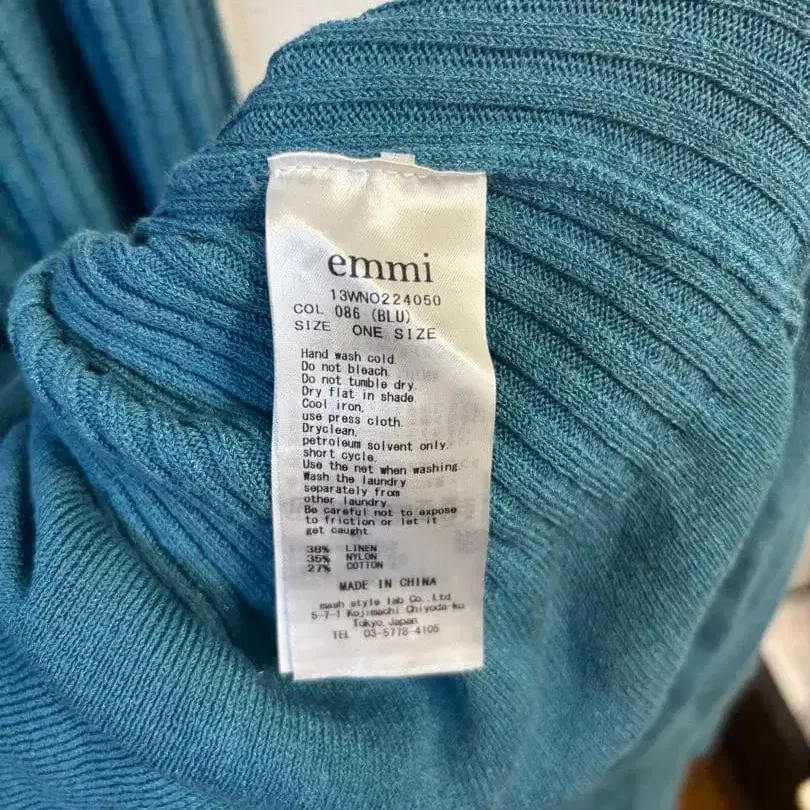 emmi
13WNO224050
COL 086 (BLU)
SIZE ONE SIZE
Hand wash cold.
Do not bleach.
Do not tumble dry.
Dry flat in shade.
Cool iron,
use press cloth.
Dryclean,
petroleum solvent only.
short cycle.
Use the net when washing.
Wash the laundry
separately from
other laundry.
Be careful not to expose
to friction or let it
get caught.
38% LINEN
35% NYLON
27% COTTON
MADE IN CHINA
mash style lab Co.,Ltd.
5-7-1 Kojimachi Chiyoda-ku
Tokyo Japan
TEL 03-5778-4105